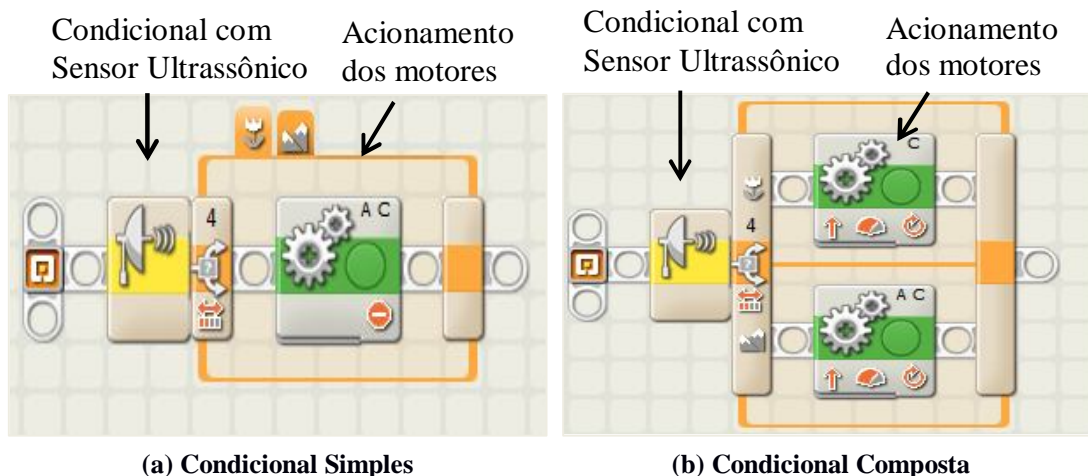 Condicional com
Sensor Ultrassônico
Acionamento
dos motores
4
A C
(a) Condicional Simples
Condicional com
Sensor Ultrassônico
Acionamento
dos motores
C
4
A C
(b) Condicional Composta